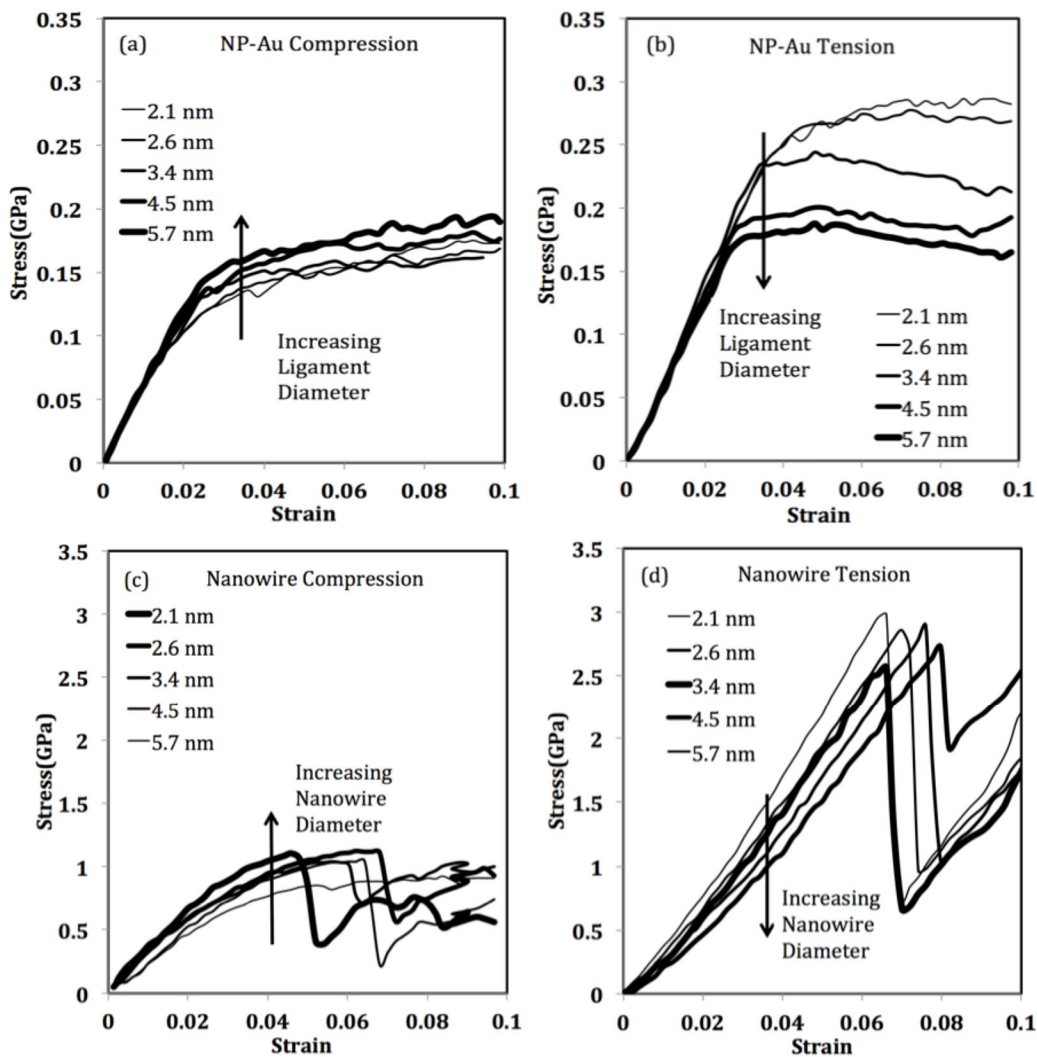 (a) NP-Au Compression
Stress(GPa)
0.35
0.3
0.25
0.2
0.15
0.1
0.05
0
2.1 nm
2.6 nm
3.4 nm
4.5 nm
5.7 nm
Increasing
Ligament
Diameter
0 0.02 0.04 0.06 0.08 0.1
Strain
(b) NP-Au Tension
Stress(GPa)
0.35
0.3
0.25
0.2
0.15
0.1
0.05
0
Increasing
Ligament
Diameter
2.1 nm
2.6 nm
3.4 nm
4.5 nm
5.7 nm
0 0.02 0.04 0.06 0.08 0.1
Strain
(c) Nanowire Compression
Stress(GPa)
3.5
3
2.5
2
1.5
1
0.5
0
2.1 nm
2.6 nm
3.4 nm
4.5 nm
5.7 nm
Increasing
Nanowire
Diameter
0 0.02 0.04 0.06 0.08 0.1
Strain
(d) Nanowire Tension
Stress(GPa)
3.5
3
2.5
2
1.5
1
0.5
0
2.1 nm
2.6 nm
3.4 nm
4.5 nm
5.7 nm
Increasing
Nanowire
Diameter
0 0.02 0.04 0.06 0.08 0.1
Strain